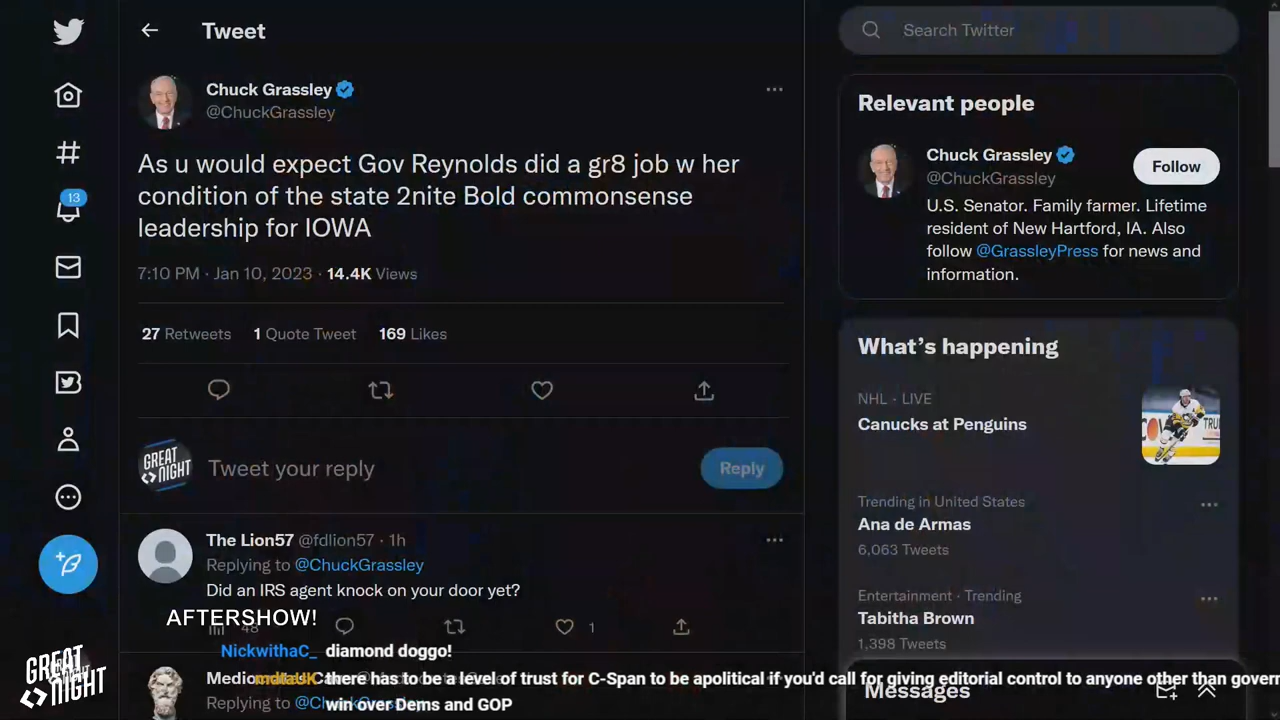 Tweet
Chuck Grassley
@ChuckGrassley
As u would expect Gov Reynolds did a gr8 job w her
condition of the state 2nite Bold commonsense
leadership for IOWA
7:10 PM · Jan 10, 2023 · 14.4K Views
27 Retweets 1 Quote Tweet 169 Likes
GREAT
NIGHT
Tweet your reply
Reply
The Lion57 @fdlion57 · 1h
Replying to @ChuckGrassley
Did an IRS agent knock on your door yet?
AFTERSHOW!
48
1
NickwithaC_ diamond doggo!
there has to be a level of trust for C-Span to be apolitical if you'd call for giving editorial control to anyone other than govern
Replying to
win over Dems and GOP
13
GREAT
NIGHT
Search Twitter
Relevant people
Chuck Grassley
@ChuckGrassley
Follow
U.S. Senator. Family farmer. Lifetime
resident of New Hartford, IA. Also
follow @GrassleyPress for news and
information.
What's happening
NHL · LIVE
Canucks at Penguins
Trending in United States
Ana de Armas
6,063 Tweets
Entertainment · Trending
Tabitha Brown
1,398 Tweets
Messages